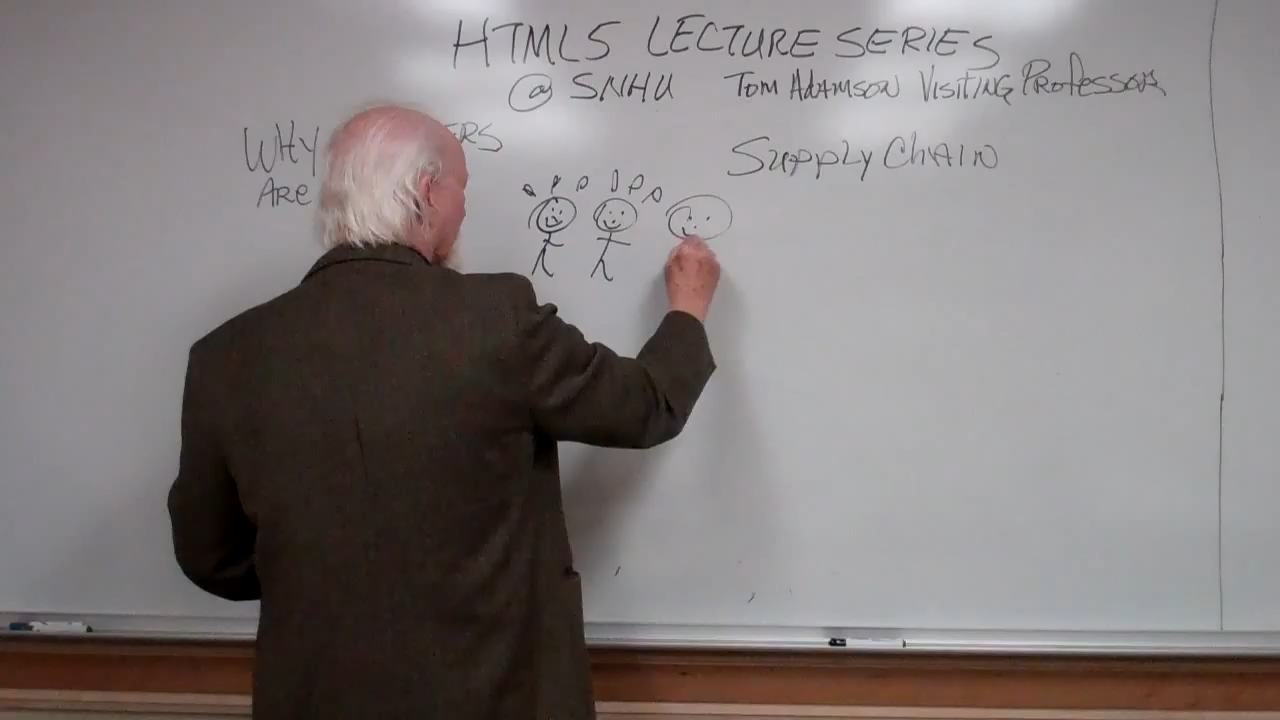 HTML5 LECTURE SERIES
@ SNHU TOM ADAMSON VISITING PROFESSOR
WHY
ARE
SUPPLY CHAIN